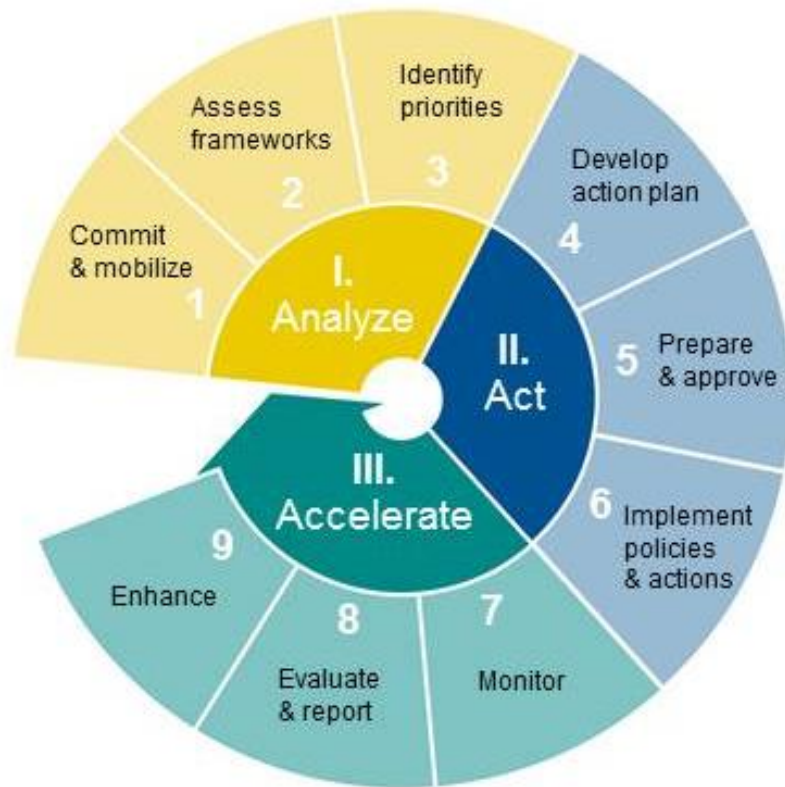 I.
Analyze
Commit
& mobilize
1
Assess
frameworks
2
Identify
priorities
3
II.
Act
Develop
action plan
4
5
Prepare
& approve
6
Implement
policies
& actions
III.
Accelerate
7
Monitor
8
Evaluate
& report
9
Enhance